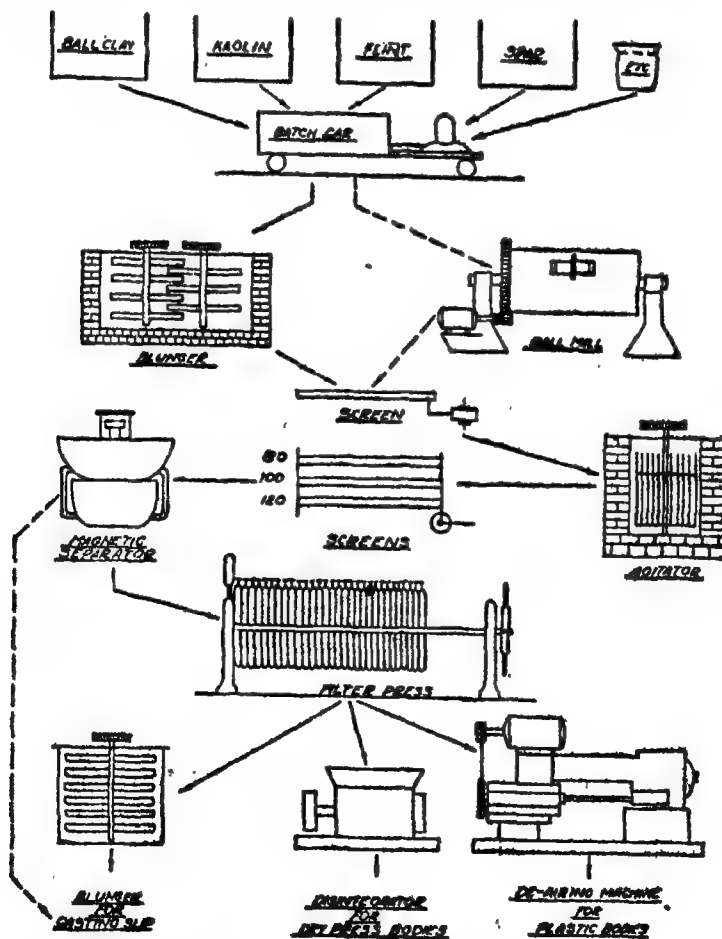 BALL CLAY
KAOLIN
FLINT
SPAR
ETC
BATCH CAR
BLUNGER
BALL MILL
SCREEN
180
100
120
SCREENS
MAGNETIC
SEPARATOR
AGITATOR
FILTER PRESS
BLUNGER
FOR
CASTING SLIP
DISINTEGRATOR
FOR
DRY PRESS BODIES
DE-AIRING MACHINE
FOR
PLASTIC BODIES